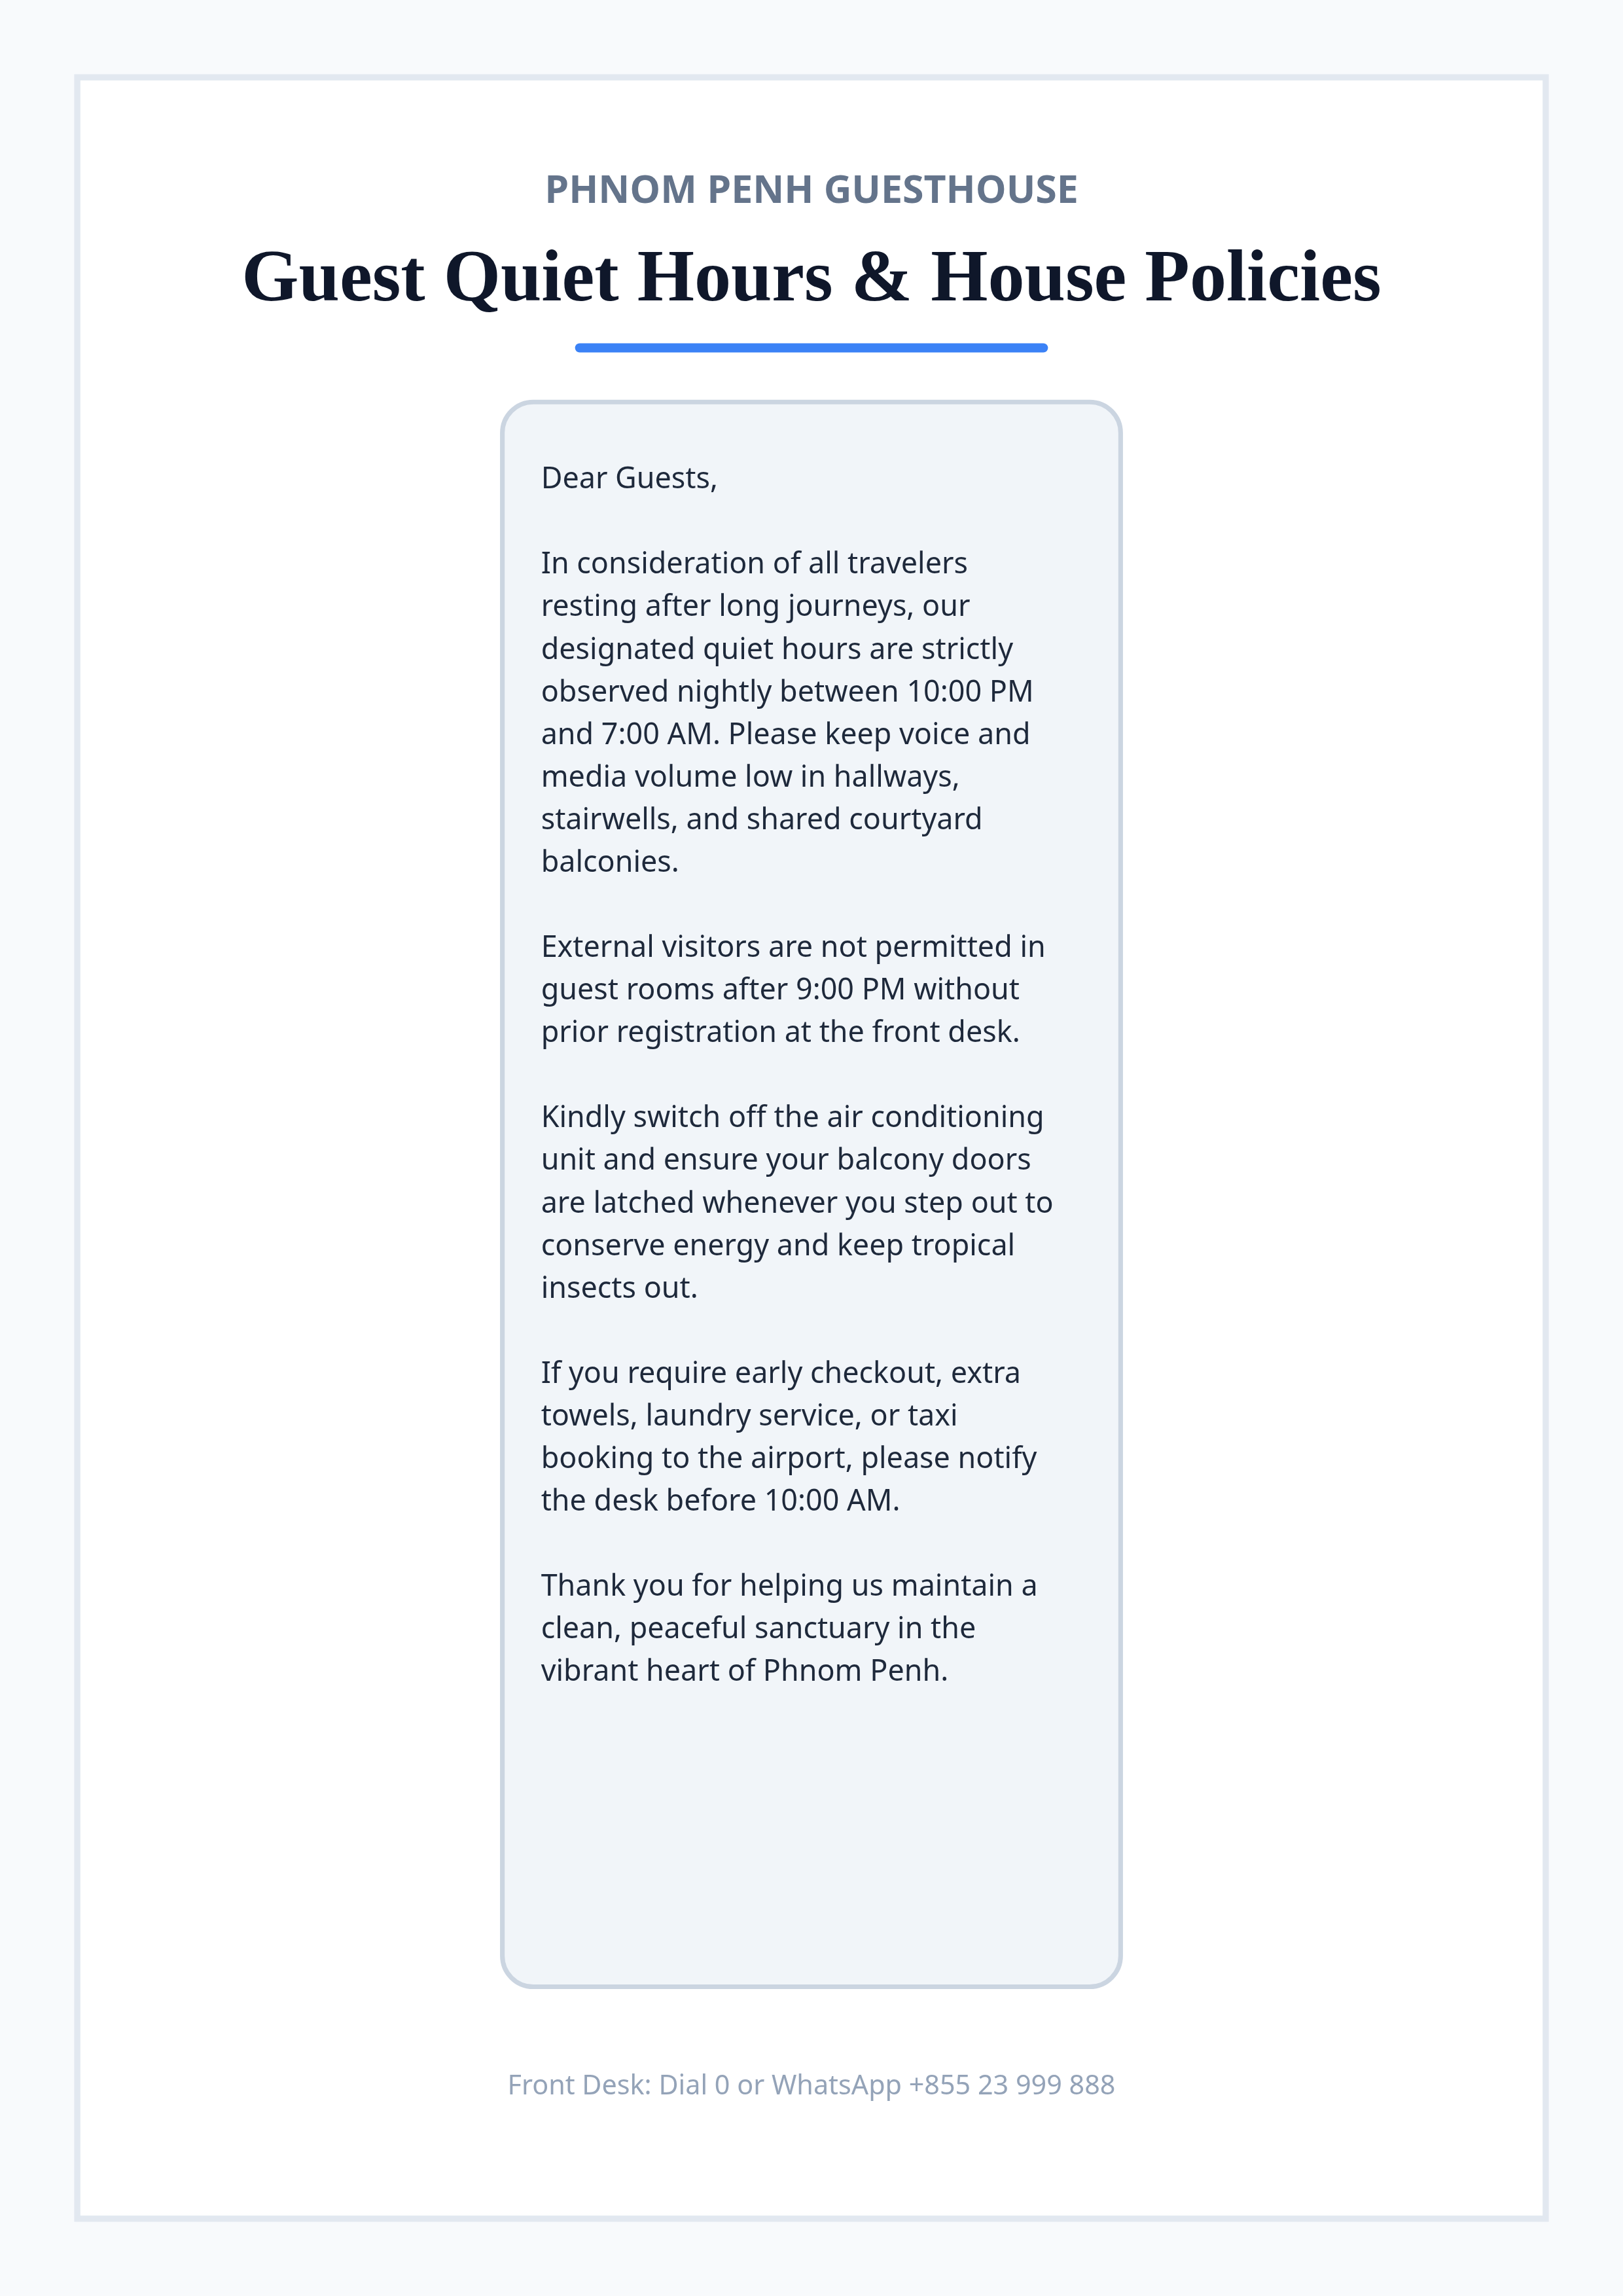 PHNOM PENH GUESTHOUSE
Guest Quiet Hours & House Policies
Dear Guests,
In consideration of all travelers
resting after long journeys, our
designated quiet hours are strictly
observed nightly between 10:00 PM
and 7:00 AM. Please keep voice and
media volume low in hallways,
stairwells, and shared courtyard
balconies.
External visitors are not permitted in
guest rooms after 9:00 PM without
prior registration at the front desk.
Kindly switch off the air conditioning
unit and ensure your balcony doors
are latched whenever you step out to
conserve energy and keep tropical
insects out.
If you require early checkout, extra
towels, laundry service, or taxi
booking to the airport, please notify
the desk before 10:00 AM.
Thank you for helping us maintain a
clean, peaceful sanctuary in the
vibrant heart of Phnom Penh.
Front Desk: Dial 0 or WhatsApp +855 23 999 888